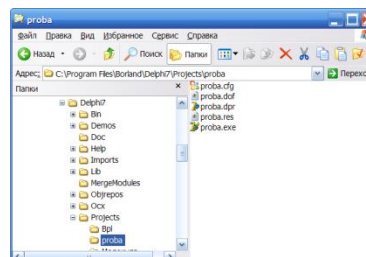 proba
Файл Правка Вид Избранное Сервис Справка
Назад Поиск Папки
Адрес: C:\Program Files\Borland\Delphi7\Projects\proba Перехо
Папки
Delphi7
Bin
Demos
Doc
Help
Imports
Lib
MergeModules
Objrepos
Ocx
Projects
Bpl
proba
proba.cfg
proba.dof
proba.dpr
proba.res
proba.exe